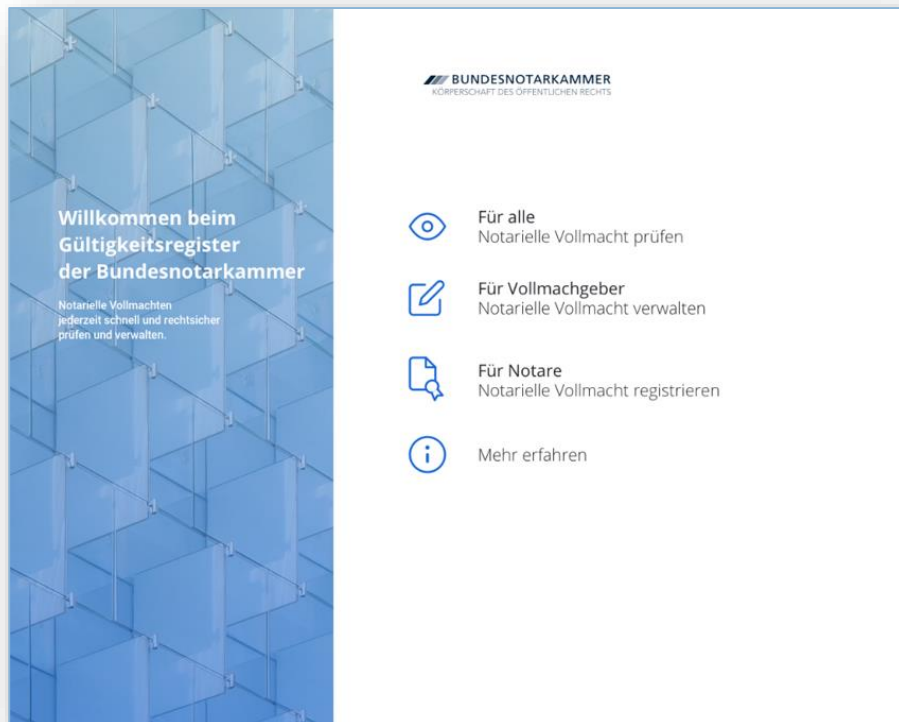 Willkommen beim
Gültigkeitsregister
der Bundesnotarkammer
Notarielle Vollmachten
jederzeit schnell und rechtsicher
prüfen und verwalten.
BUNDESNOTARKAMMER
KÖRPERSCHAFT DES ÖFFENTLICHEN RECHTS
Für alle
Notarielle Vollmacht prüfen
Für Vollmachgeber
Notarielle Vollmacht verwalten
Für Notare
Notarielle Vollmacht registrieren
Mehr erfahren